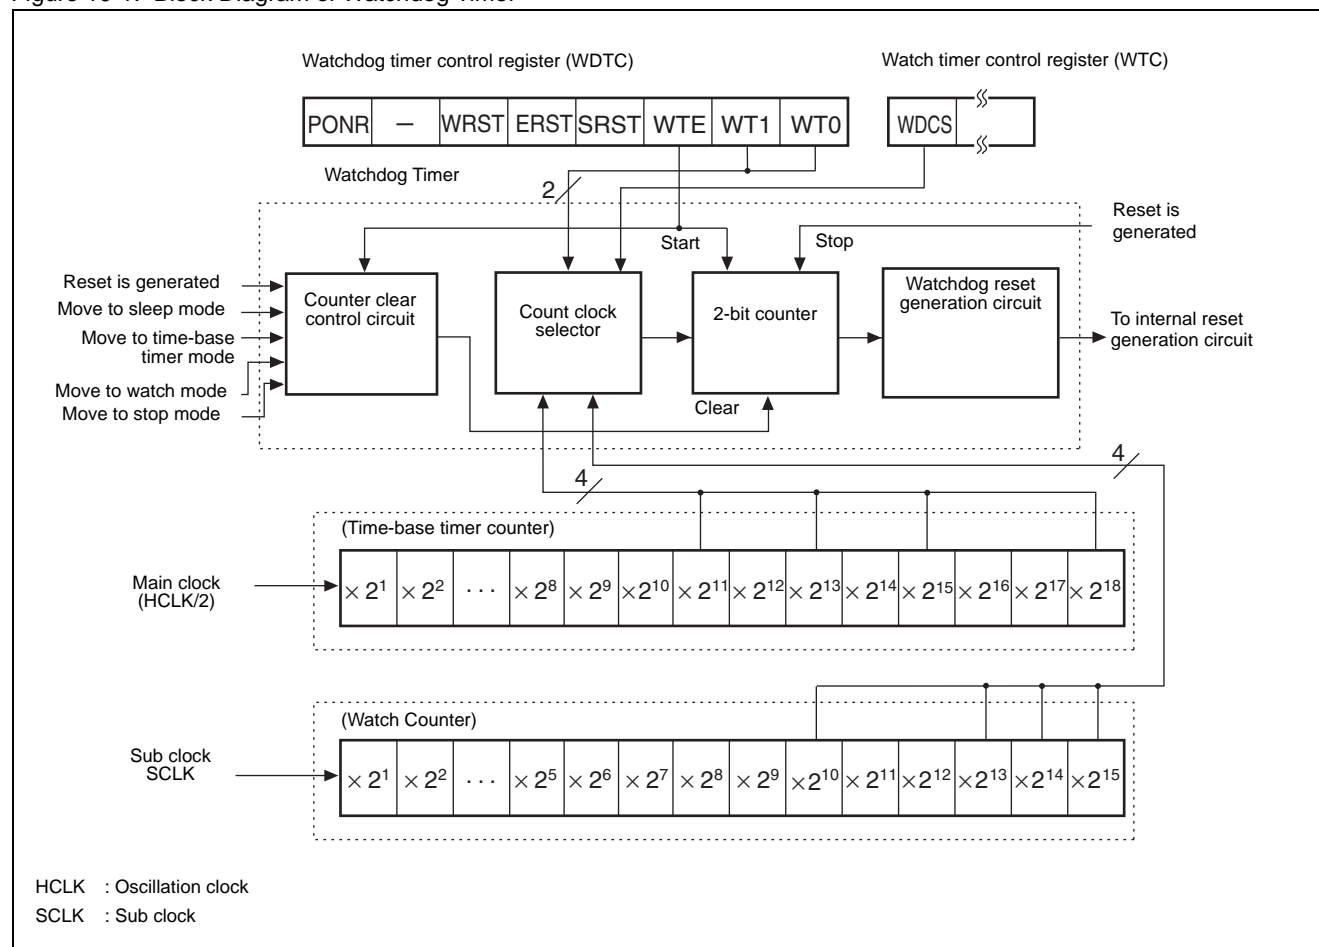 Figure Block Diagram of Watchdog Timer
Watchdog timer control register (WDTC)
Watch timer control register (WTC)
PONR – WRST ERST SRST WTE WT1 WT0
WDCS
Watchdog Timer
2
Reset is
generated
Start
Stop
Reset is generated
Move to sleep mode
Move to time-base
timer mode
Move to watch mode
Move to stop mode
Counter clear
control circuit
Count clock
selector
2-bit counter
Watchdog reset
generation circuit
To internal reset
generation circuit
Clear
4
4
(Time-base timer counter)
Main clock
(HCLK/2)
× 2¹ × 2² ··· × 2⁸ × 2⁹ × 2¹⁰ × 2¹¹ × 2¹² × 2¹³ × 2¹⁴ × 2¹⁵ × 2¹⁶ × 2¹⁷ × 2¹⁸
(Watch Counter)
Sub clock
SCLK
× 2¹ × 2² ··· × 2⁵ × 2⁶ × 2⁷ × 2⁸ × 2⁹ × 2¹⁰ × 2¹¹ × 2¹² × 2¹³ × 2¹⁴ × 2¹⁵
HCLK : Oscillation clock
SCLK : Sub clock